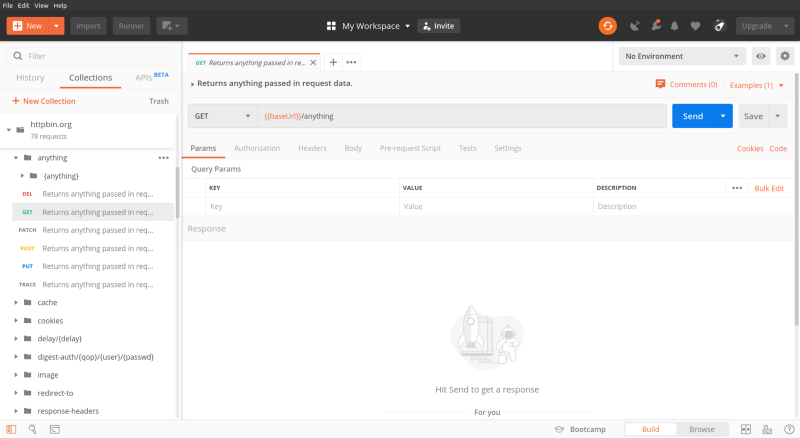 File Edit View Help
New Import Runner My Workspace Invite Upgrade
Filter
History Collections APIs BETA
New Collection Trash
httpbin.org
78 requests
anything
{anything}
DEL Returns anything passed in req...
GET Returns anything passed in req...
PATCH Returns anything passed in req...
POST Returns anything passed in req...
PUT Returns anything passed in req...
TRACE Returns anything passed in req...
cache
cookies
delay/{delay}
digest-auth/{qop}/{user}/{passwd}
image
redirect-to
response-headers
GET Returns anything passed in re...
No Environment
Returns anything passed in request data.
Comments (0) Examples (1)
GET {{baseUrl}}/anything Send Save
Params Authorization Headers Body Pre-request Script Tests Settings Cookies Code
Query Params
KEY VALUE DESCRIPTION Bulk Edit
Key Value Description
Response
Hit Send to get a response
For you
Bootcamp Build Browse